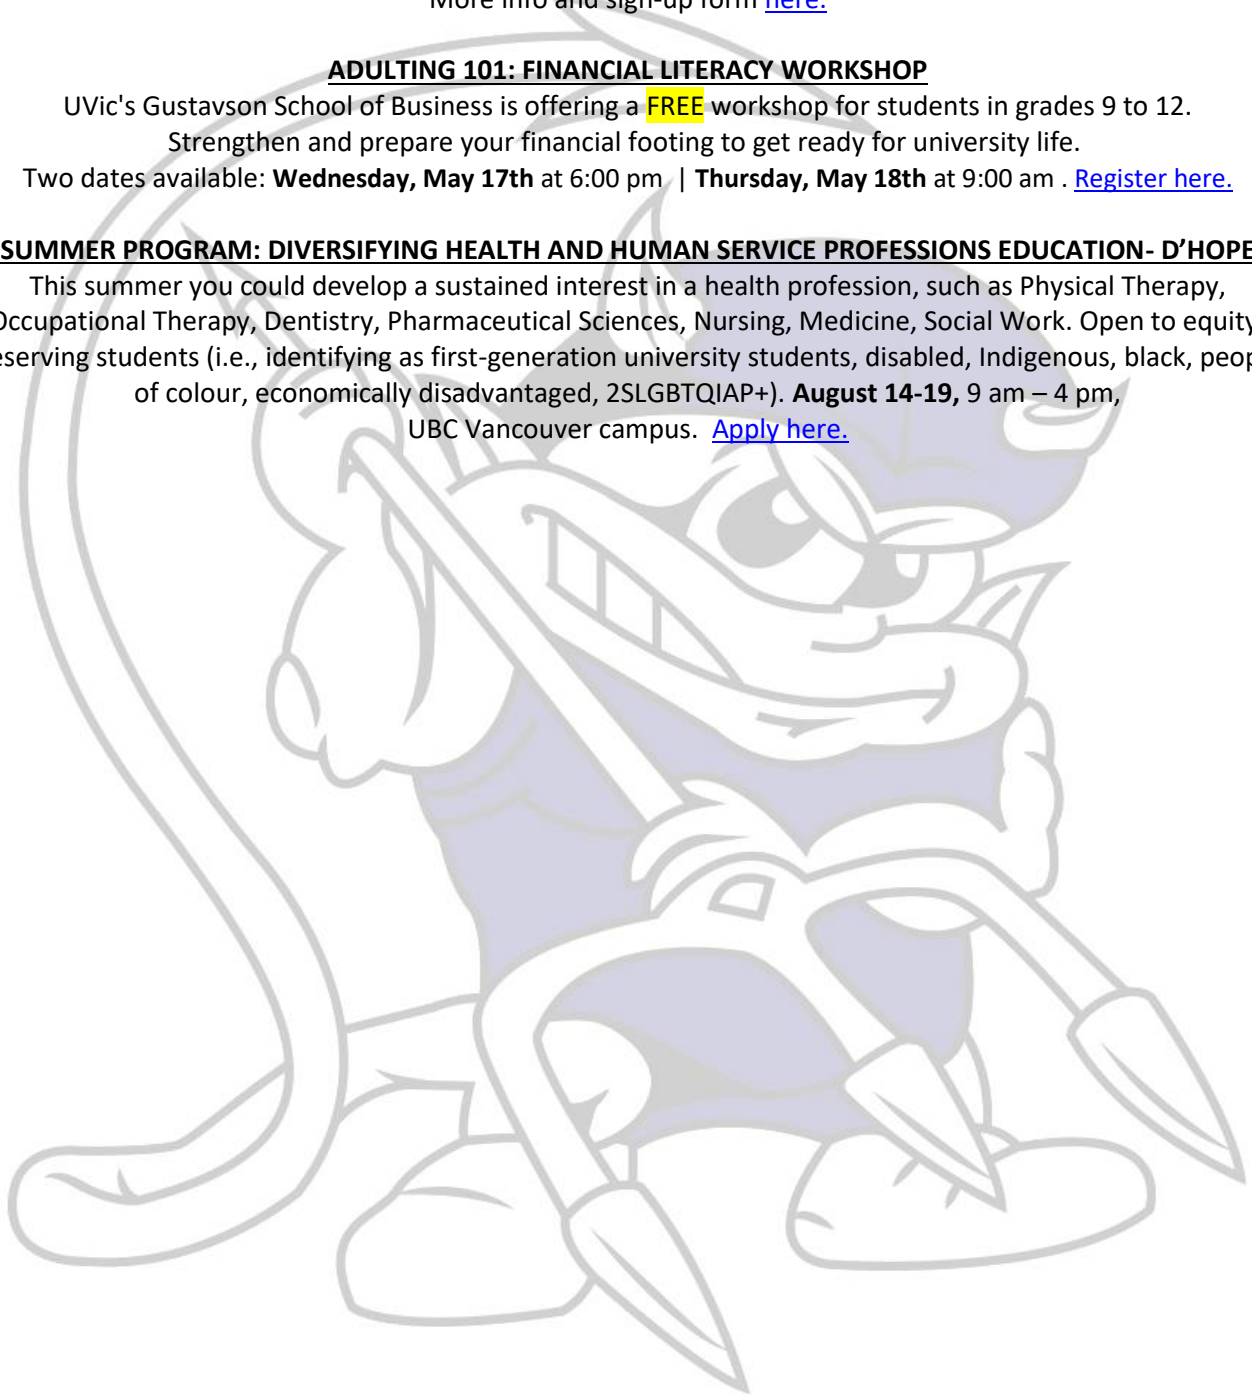 More info and sign-up form here.
ADULTING 101: FINANCIAL LITERACY WORKSHOP
UVic's Gustavson School of Business is offering a FREE workshop for students in grades 9 to 12.
Strengthen and prepare your financial footing to get ready for university life.
Two dates available: Wednesday, May 17th at 6:00 pm | Thursday, May 18th at 9:00 am . Register here.
SUMMER PROGRAM: DIVERSIFYING HEALTH AND HUMAN SERVICE PROFESSIONS EDUCATION- D'HOPE
This summer you could develop a sustained interest in a health profession, such as Physical Therapy,
Occupational Therapy, Dentistry, Pharmaceutical Sciences, Nursing, Medicine, Social Work. Open to equity
eserving students (i.e., identifying as first-generation university students, disabled, Indigenous, black, peop
of colour, economically disadvantaged, 2SLGBTQIAP+). August 14-19, 9 am – 4 pm,
UBC Vancouver campus. Apply here.